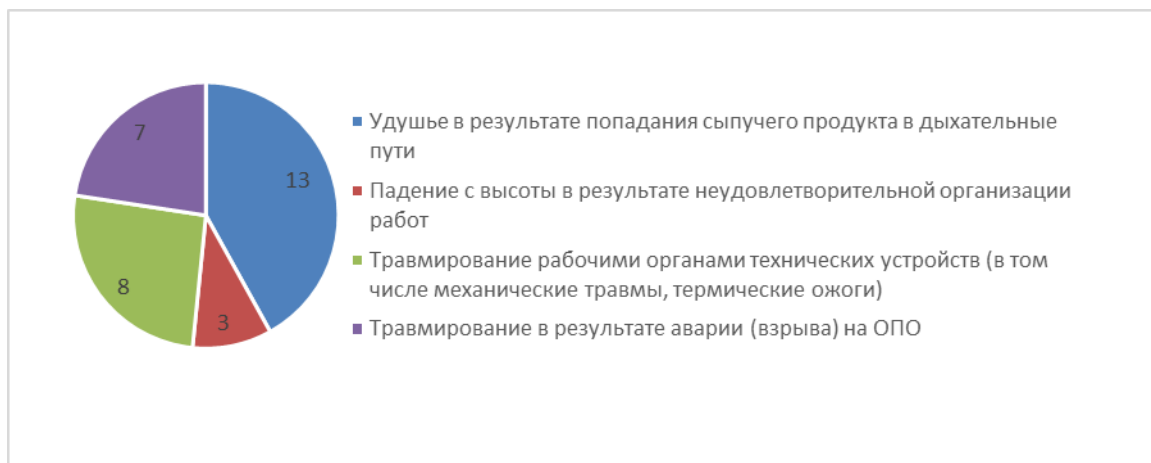 7
13
8
3
Удушье в результате попадания сыпучего продукта в дыхательные
пути
Падение с высоты в результате неудовлетворительной организации
работ
Травмирование рабочими органами технических устройств (в том
числе механические травмы, термические ожоги)
Травмирование в результате аварии (взрыва) на ОПО